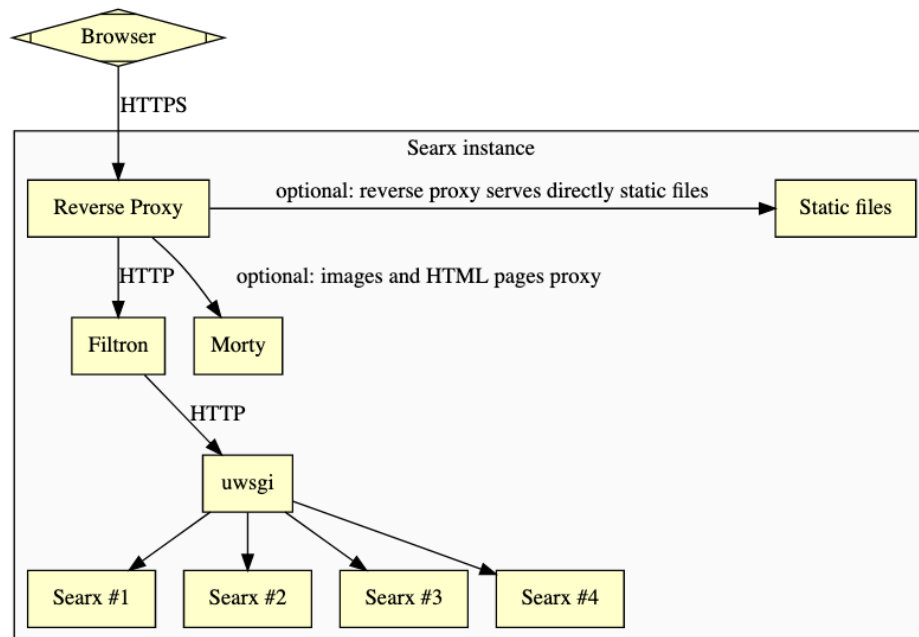 Browser
HTTPS
Searx instance
Reverse Proxy
optional: reverse proxy serves directly static files
Static files
HTTP
optional: images and HTML pages proxy
Filtron
Morty
HTTP
uwsgi
Searx #1
Searx #2
Searx #3
Searx #4